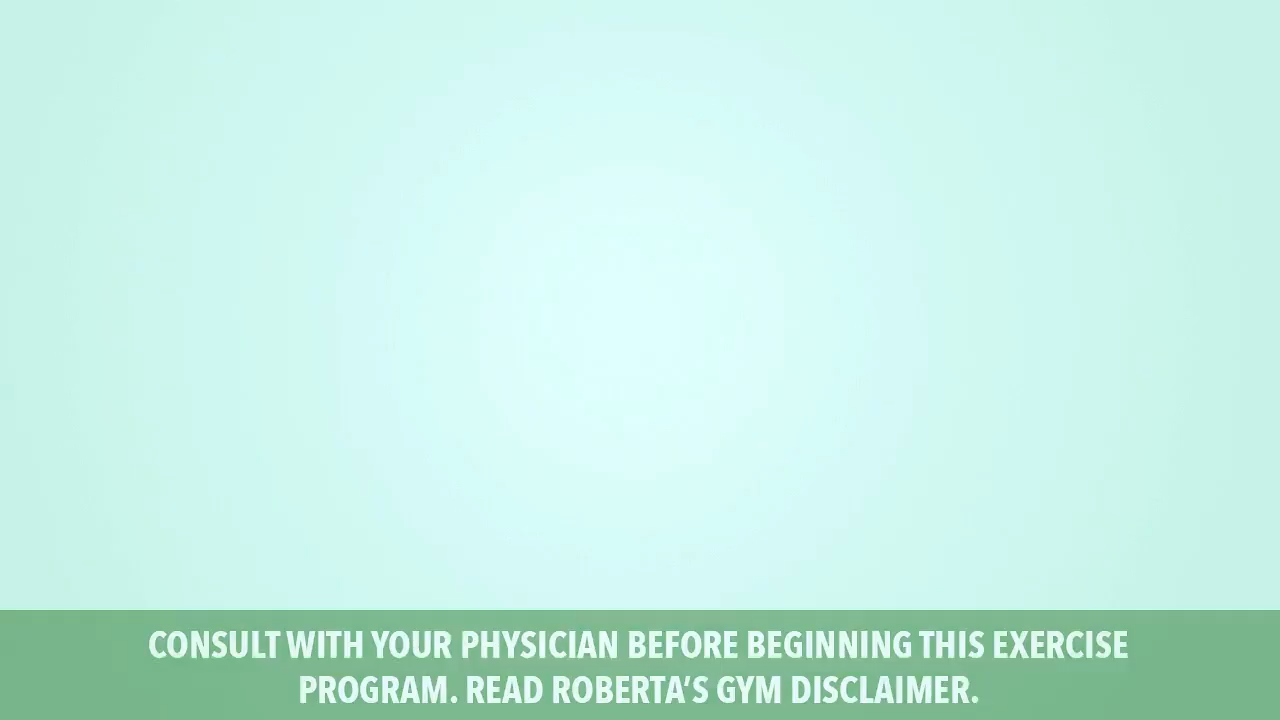 CONSULT WITH YOUR PHYSICIAN BEFORE BEGINNING THIS EXERCISE
PROGRAM. READ ROBERTA’S GYM DISCLAIMER.